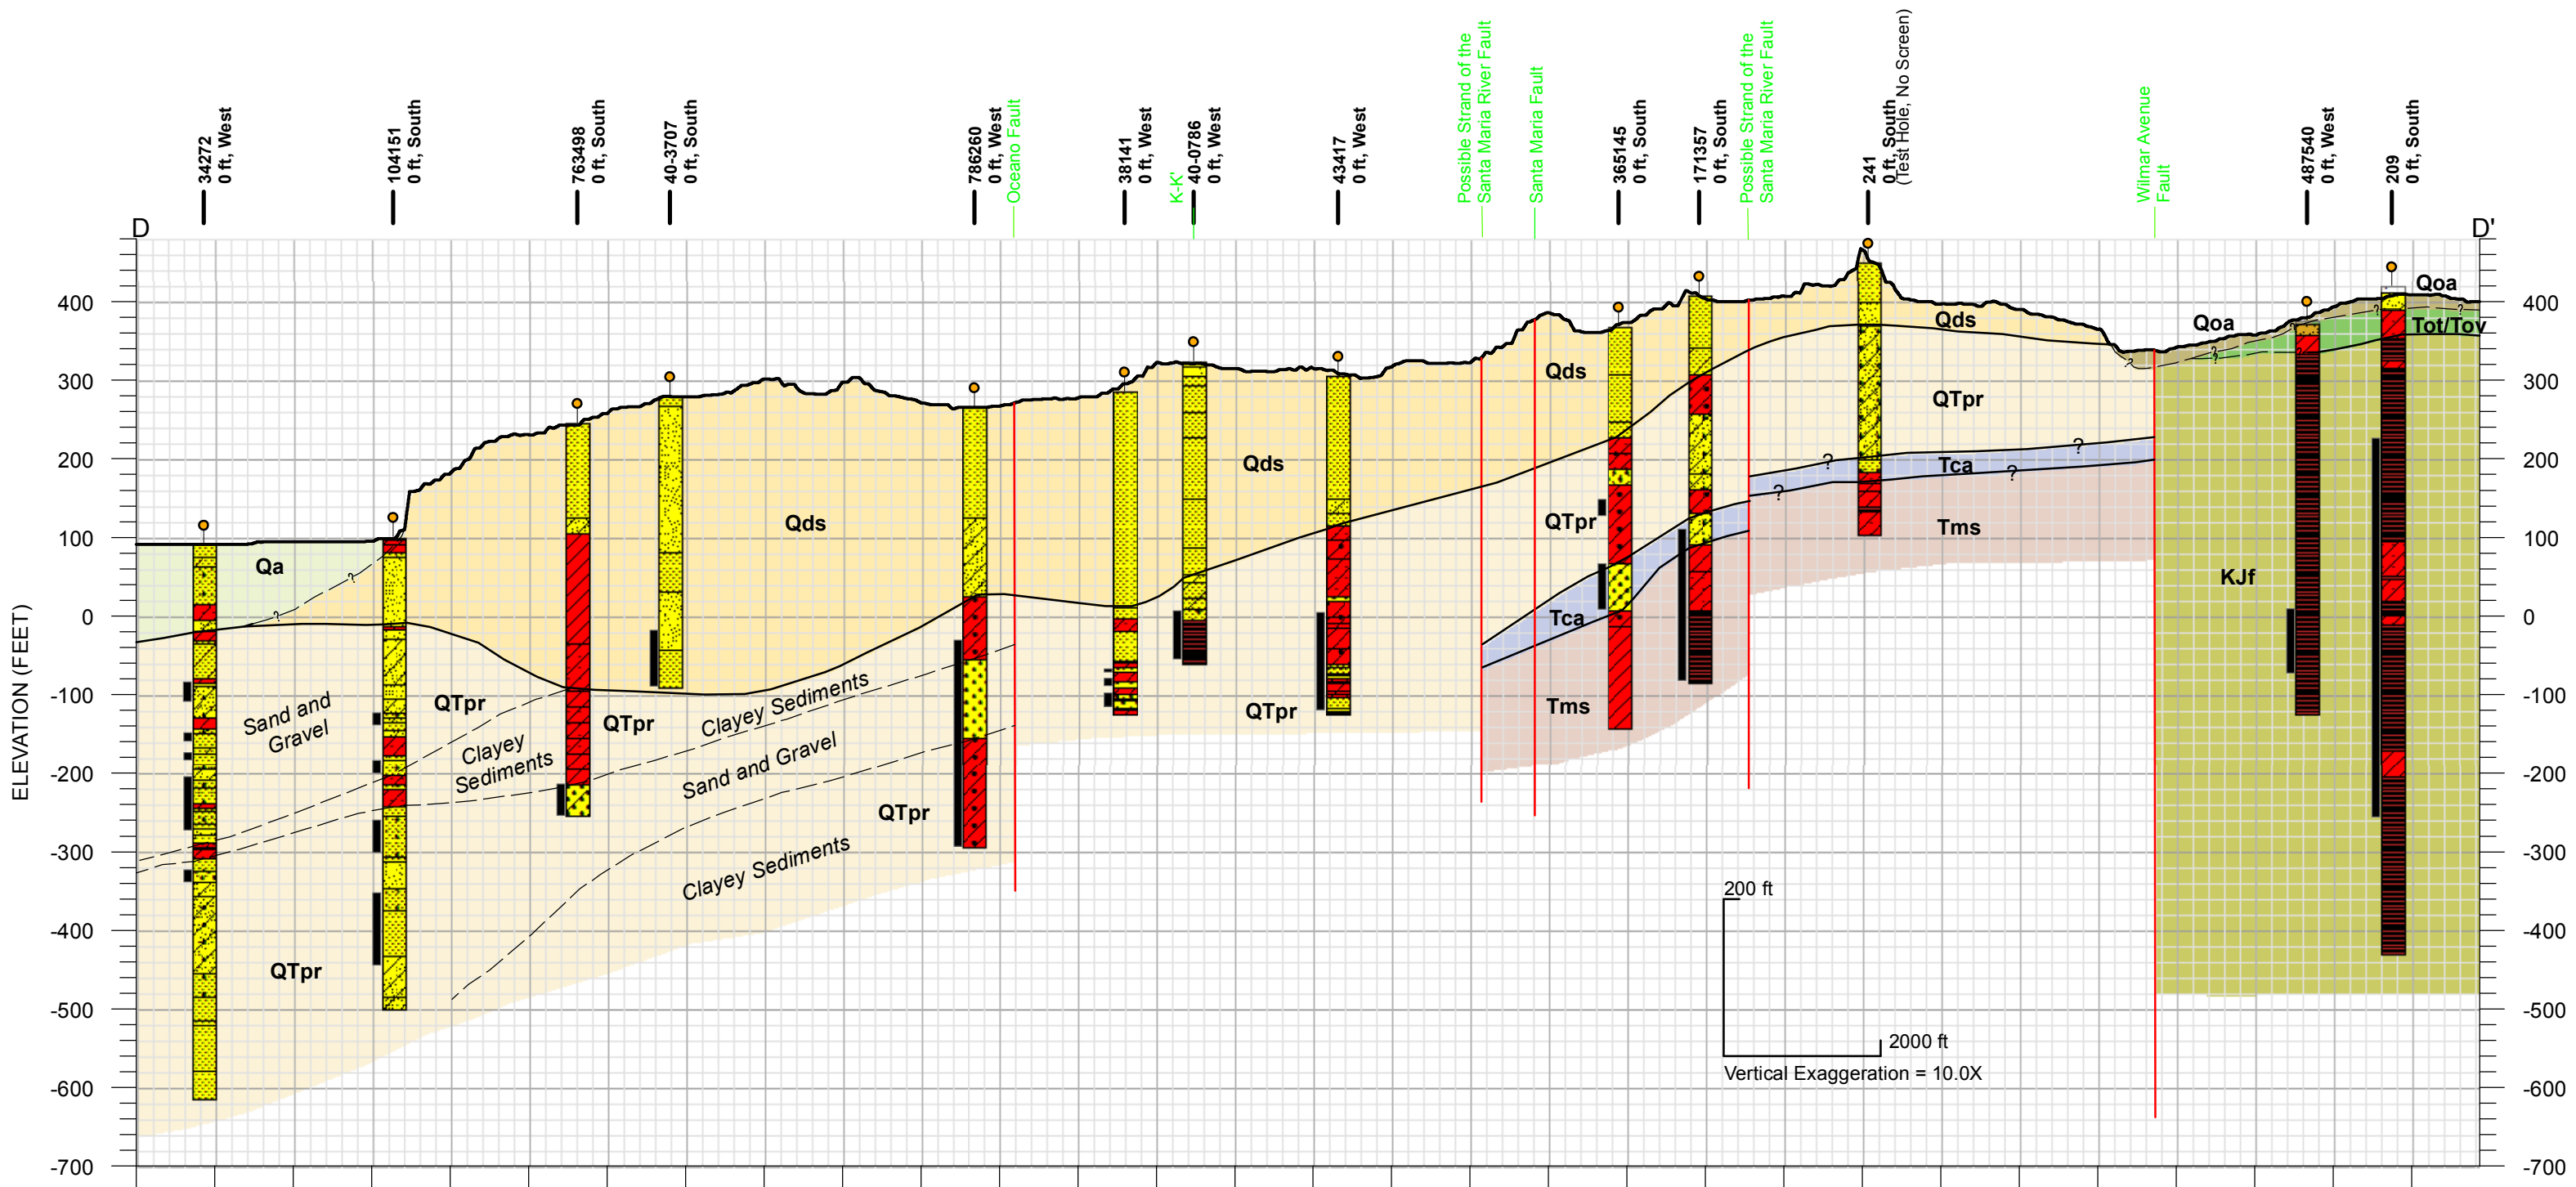 34272
0 ft, West
104151
0 ft, South
763498
0 ft, South
40-3707
0 ft, South
786260
0 ft, West
Oceano Fault
38141
0 ft, West
K-K'
40-0786
0 ft, West
43417
0 ft, West
Possible Strand of the
Santa Maria River Fault
Santa Maria Fault
365145
0 ft, South
171357
0 ft, South
Possible Strand of the
Santa Maria River Fault
241
0 ft, South
(Test Hole, No Screen)
Wilmar Avenue
Fault
487540
0 ft, West
209
0 ft, South
D
D'
ELEVATION (FEET)
400
300
200
100
0
-100
-200
-300
-400
-500
-600
-700
400
300
200
100
0
-100
-200
-300
-400
-500
-600
-700
Qa
?
?
Sand and
Gravel
QTpr
Clayey
Sediments
QTpr
Qds
QTpr
Clayey Sediments
Sand and Gravel
QTpr
Clayey Sediments
Qds
QTpr
Qds
QTpr
Tca
Tms
Qds
QTpr
?
?
?
?
Tca
Tms
?
?
?
?
?
?
?
Qoa
Qoa
Tot/Tov
KJf
200 ft
2000 ft
Vertical Exaggeration = 10.0X